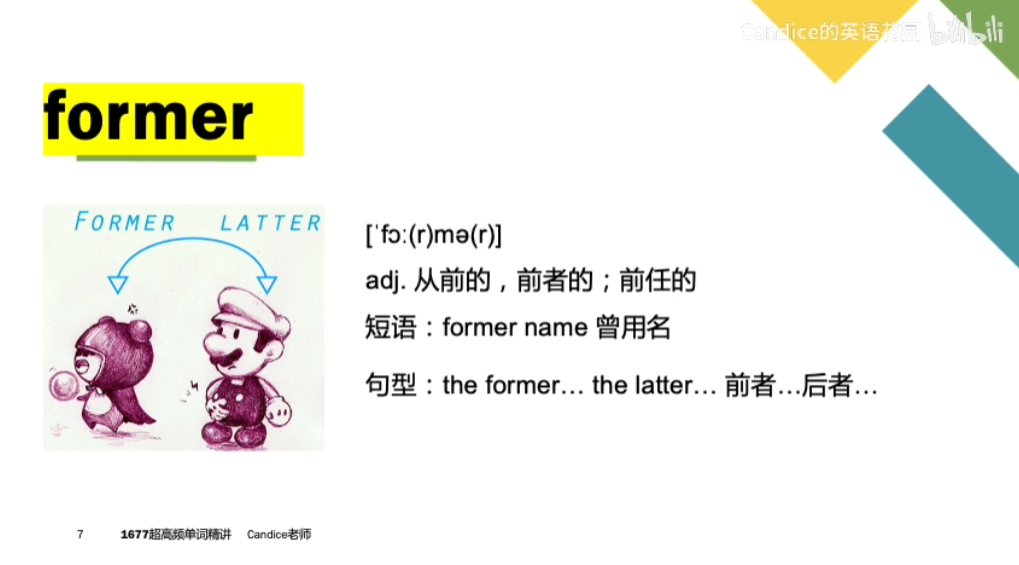 Candice的英语花园 bilibili
former
FORMER LATTER
[ˈfɔː(r)mə(r)]
adj. 从前的，前者的；前任的
短语：former name 曾用名
句型：the former… the latter… 前者…后者…
7 1677超高频单词精讲 Candice老师